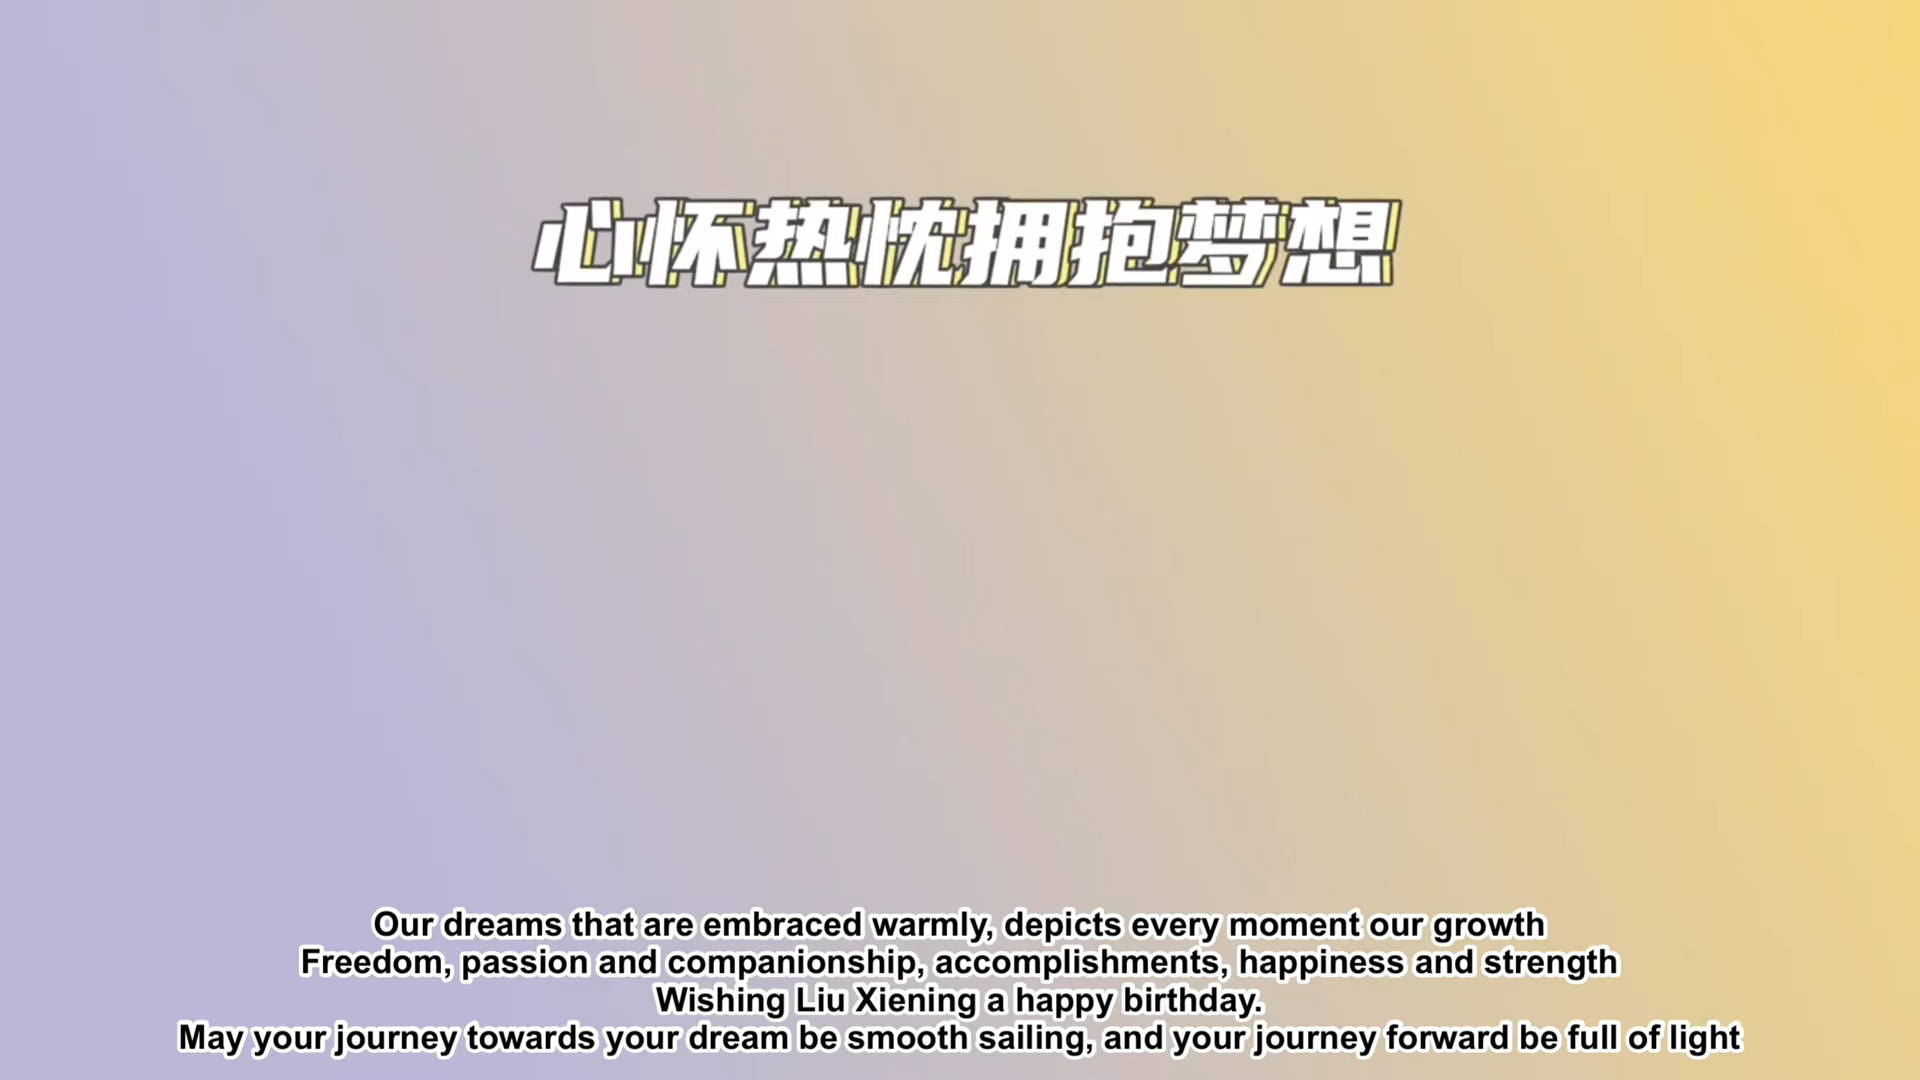 心怀热忱拥抱梦想
Our dreams that are embraced warmly, depicts every moment our growth
Freedom, passion and companionship, accomplishments, happiness and strength
Wishing Liu Xiening a happy birthday.
May your journey towards your dream be smooth sailing, and your journey forward be full of light